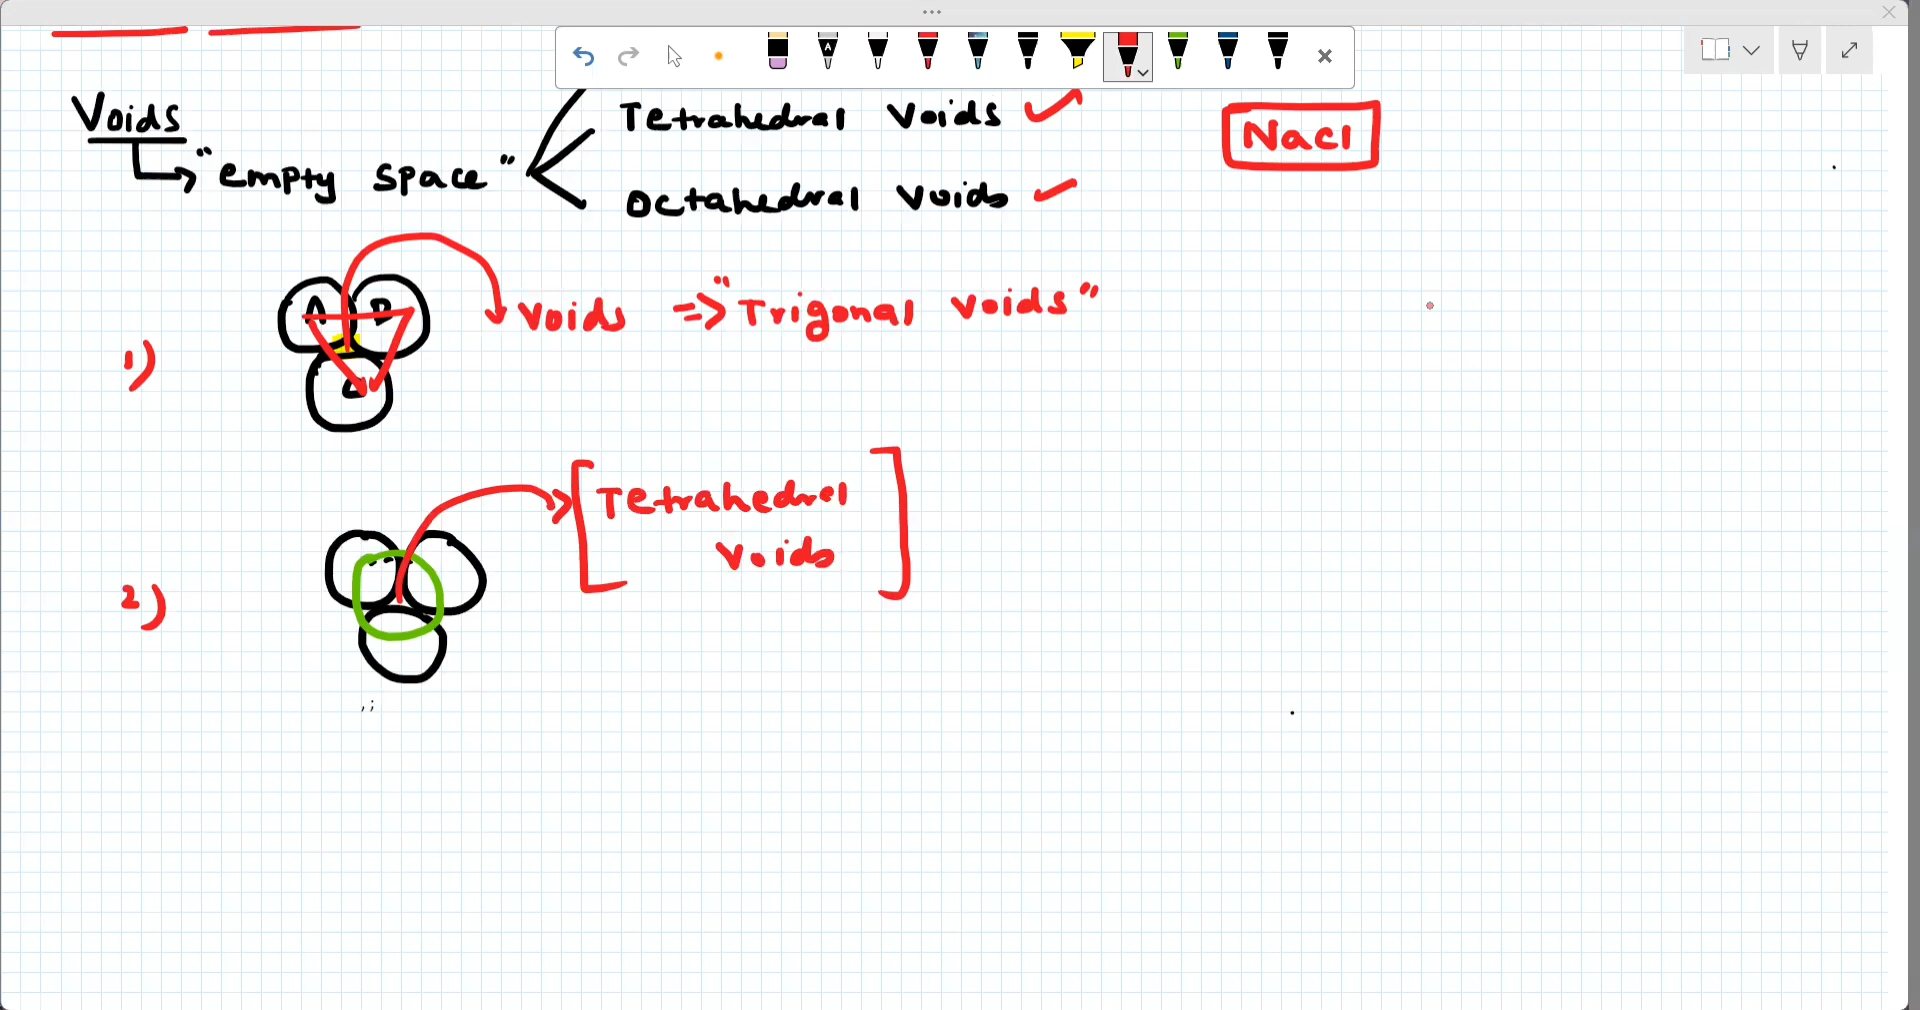 Voids
"empty space"
Tetrahedral Voids
Octahedral Voids
Nacl
1)
A B
Voids => "Trigonal Voids"
2)
Tetrahedral
Voids
,;